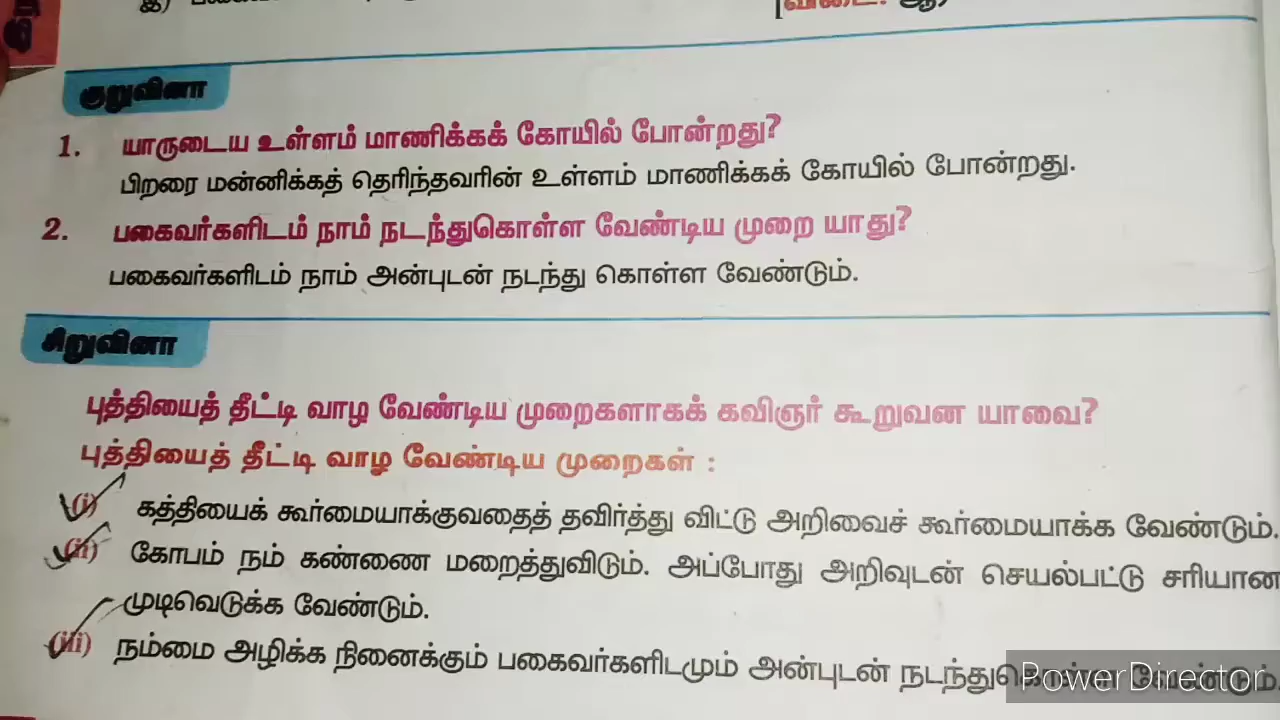 இ)
[விடை: ஆ)
குறுவினா
1. யாருடைய உள்ளம் மாணிக்கக் கோயில் போன்றது?
பிறரை மன்னிக்கத் தெரிந்தவரின் உள்ளம் மாணிக்கக் கோயில் போன்றது.
2. பகைவர்களிடம் நாம் நடந்துகொள்ள வேண்டிய முறை யாது?
பகைவர்களிடம் நாம் அன்புடன் நடந்து கொள்ள வேண்டும்.
சிறுவினா
புத்தியைத் தீட்டி வாழ வேண்டிய முறைகளாகக் கவிஞர் கூறுவன யாவை?
புத்தியைத் தீட்டி வாழ வேண்டிய முறைகள் :
(i) கத்தியைக் கூர்மையாக்குவதைத் தவிர்த்து விட்டு அறிவைச் கூர்மையாக்க வேண்டும்.
(ii) கோபம் நம் கண்ணை மறைத்துவிடும். அப்போது அறிவுடன் செயல்பட்டு சரியான
முடிவெடுக்க வேண்டும்.
(iii) நம்மை அழிக்க நினைக்கும் பகைவர்களிடமும் அன்புடன் நடந்துகொள்ள வேண்டும்.
PowerDirector